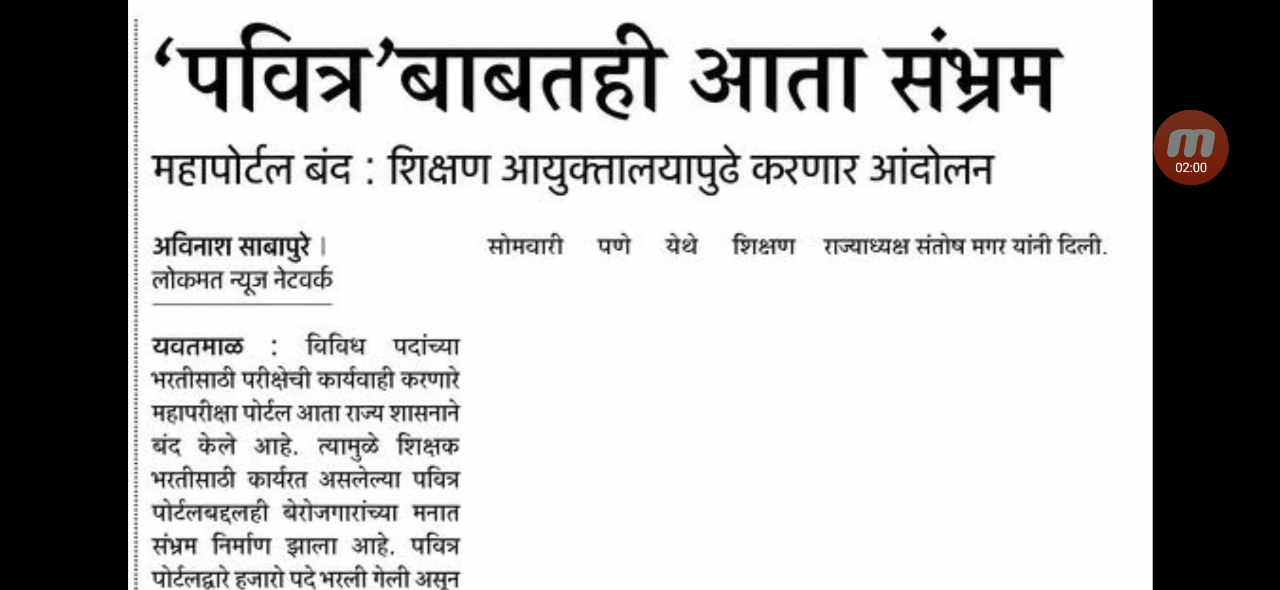 ‘पवित्र’बाबतही आता संभ्रम
महापोर्टल बंद : शिक्षण आयुक्तालयापुढे करणार आंदोलन
अविनाश साबापुरे |
लोकमत न्यूज नेटवर्क
यवतमाळ : विविध पदांच्या
भरतीसाठी परीक्षेची कार्यवाही करणारे
महापरीक्षा पोर्टल आता राज्य शासनाने
बंद केले आहे. त्यामुळे शिक्षक
भरतीसाठी कार्यरत असलेल्या पवित्र
पोर्टलबद्दलही बेरोजगारांच्या मनात
संभ्रम निर्माण झाला आहे. पवित्र
पोर्टलद्वारे हजारो पदे भरली गेली असून
सोमवारी पणे येथे शिक्षण
राज्याध्यक्ष संतोष मगर यांनी दिली.
m
02:00